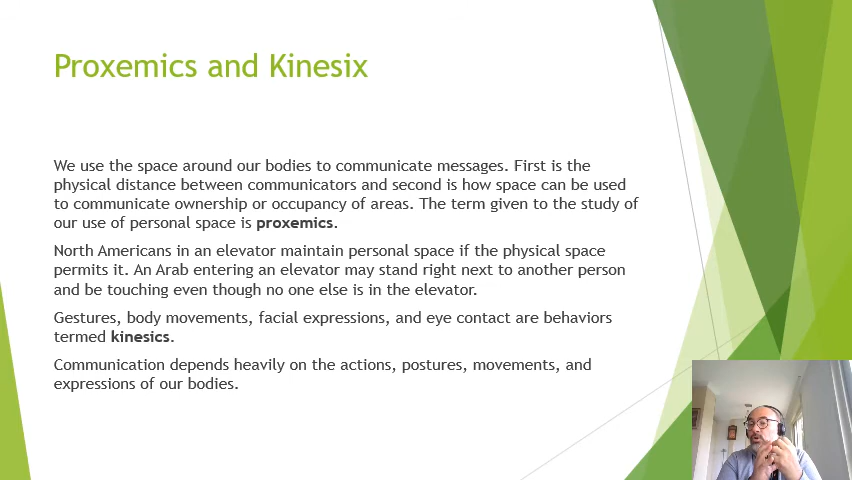 Proxemics and Kinesix
We use the space around our bodies to communicate messages. First is the
physical distance between communicators and second is how space can be used
to communicate ownership or occupancy of areas. The term given to the study of
our use of personal space is proxemics.
North Americans in an elevator maintain personal space if the physical space
permits it. An Arab entering an elevator may stand right next to another person
and be touching even though no one else is in the elevator.
Gestures, body movements, facial expressions, and eye contact are behaviors
termed kinesics.
Communication depends heavily on the actions, postures, movements, and
expressions of our bodies.